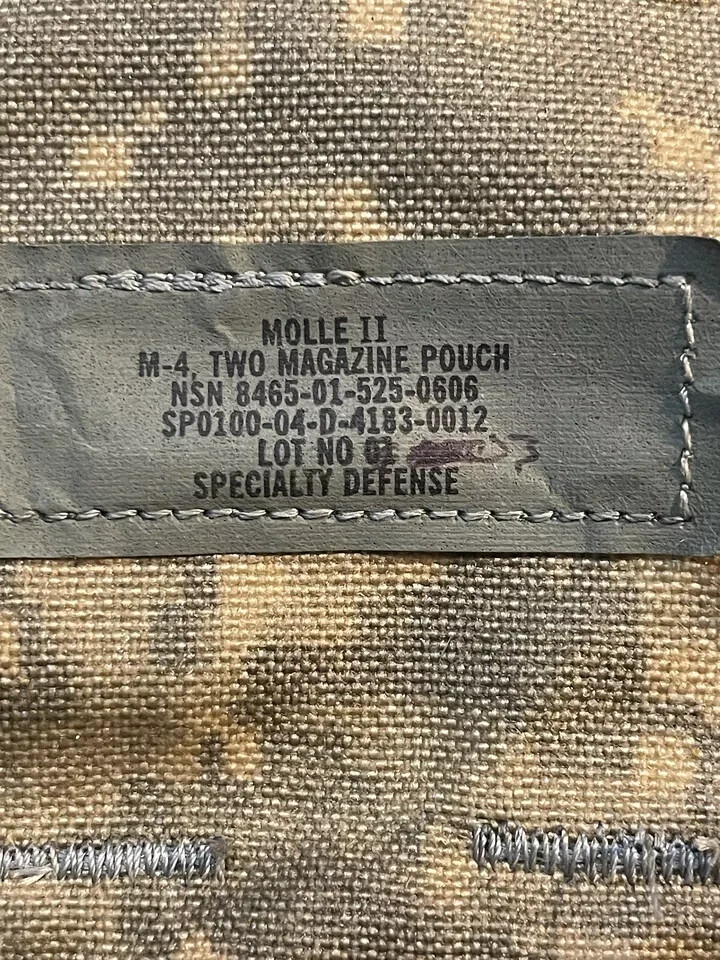 MOLLE II
M-4, TWO MAGAZINE POUCH
NSN 8465-01-525-0606
SP0100-04-D-4183-0012
LOT NO 03
SPECIALTY DEFENSE